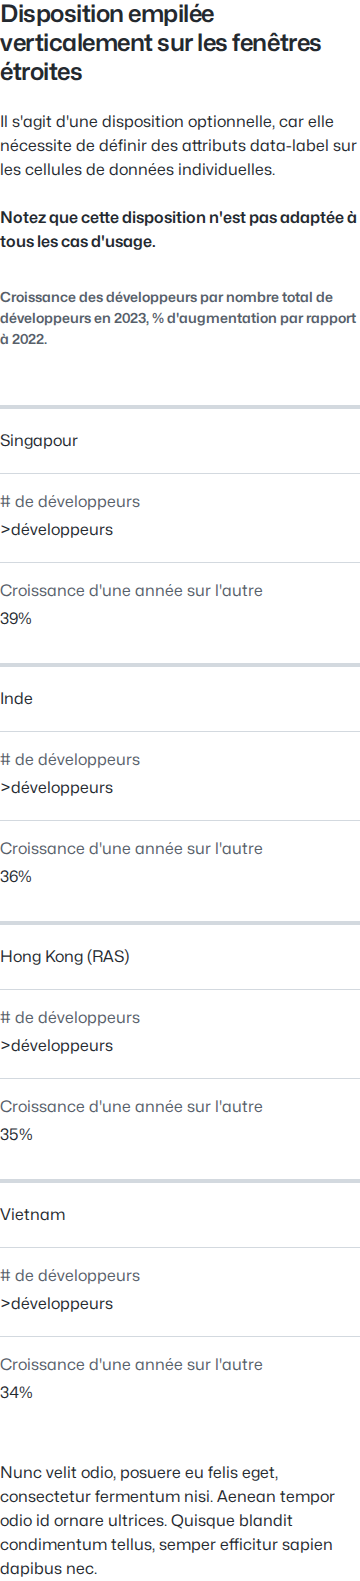 Disposition empilée
verticalement sur les fenêtres
étroites
Il s'agit d'une disposition optionnelle, car elle
nécessite de définir des attributs data-label sur
les cellules de données individuelles.
Notez que cette disposition n'est pas adaptée à
tous les cas d'usage.
Croissance des développeurs par nombre total de
développeurs en 2023, % d'augmentation par rapport
à 2022.
Singapour
# de développeurs
>développeurs
Croissance d'une année sur l'autre
39%
Inde
# de développeurs
>développeurs
Croissance d'une année sur l'autre
36%
Hong Kong (RAS)
# de développeurs
>développeurs
Croissance d'une année sur l'autre
35%
Vietnam
# de développeurs
>développeurs
Croissance d'une année sur l'autre
34%
Nunc velit odio, posuere eu felis eget,
consectetur fermentum nisi. Aenean tempor
odio id ornare ultrices. Quisque blandit
condimentum tellus, semper efficitur sapien
dapibus nec.